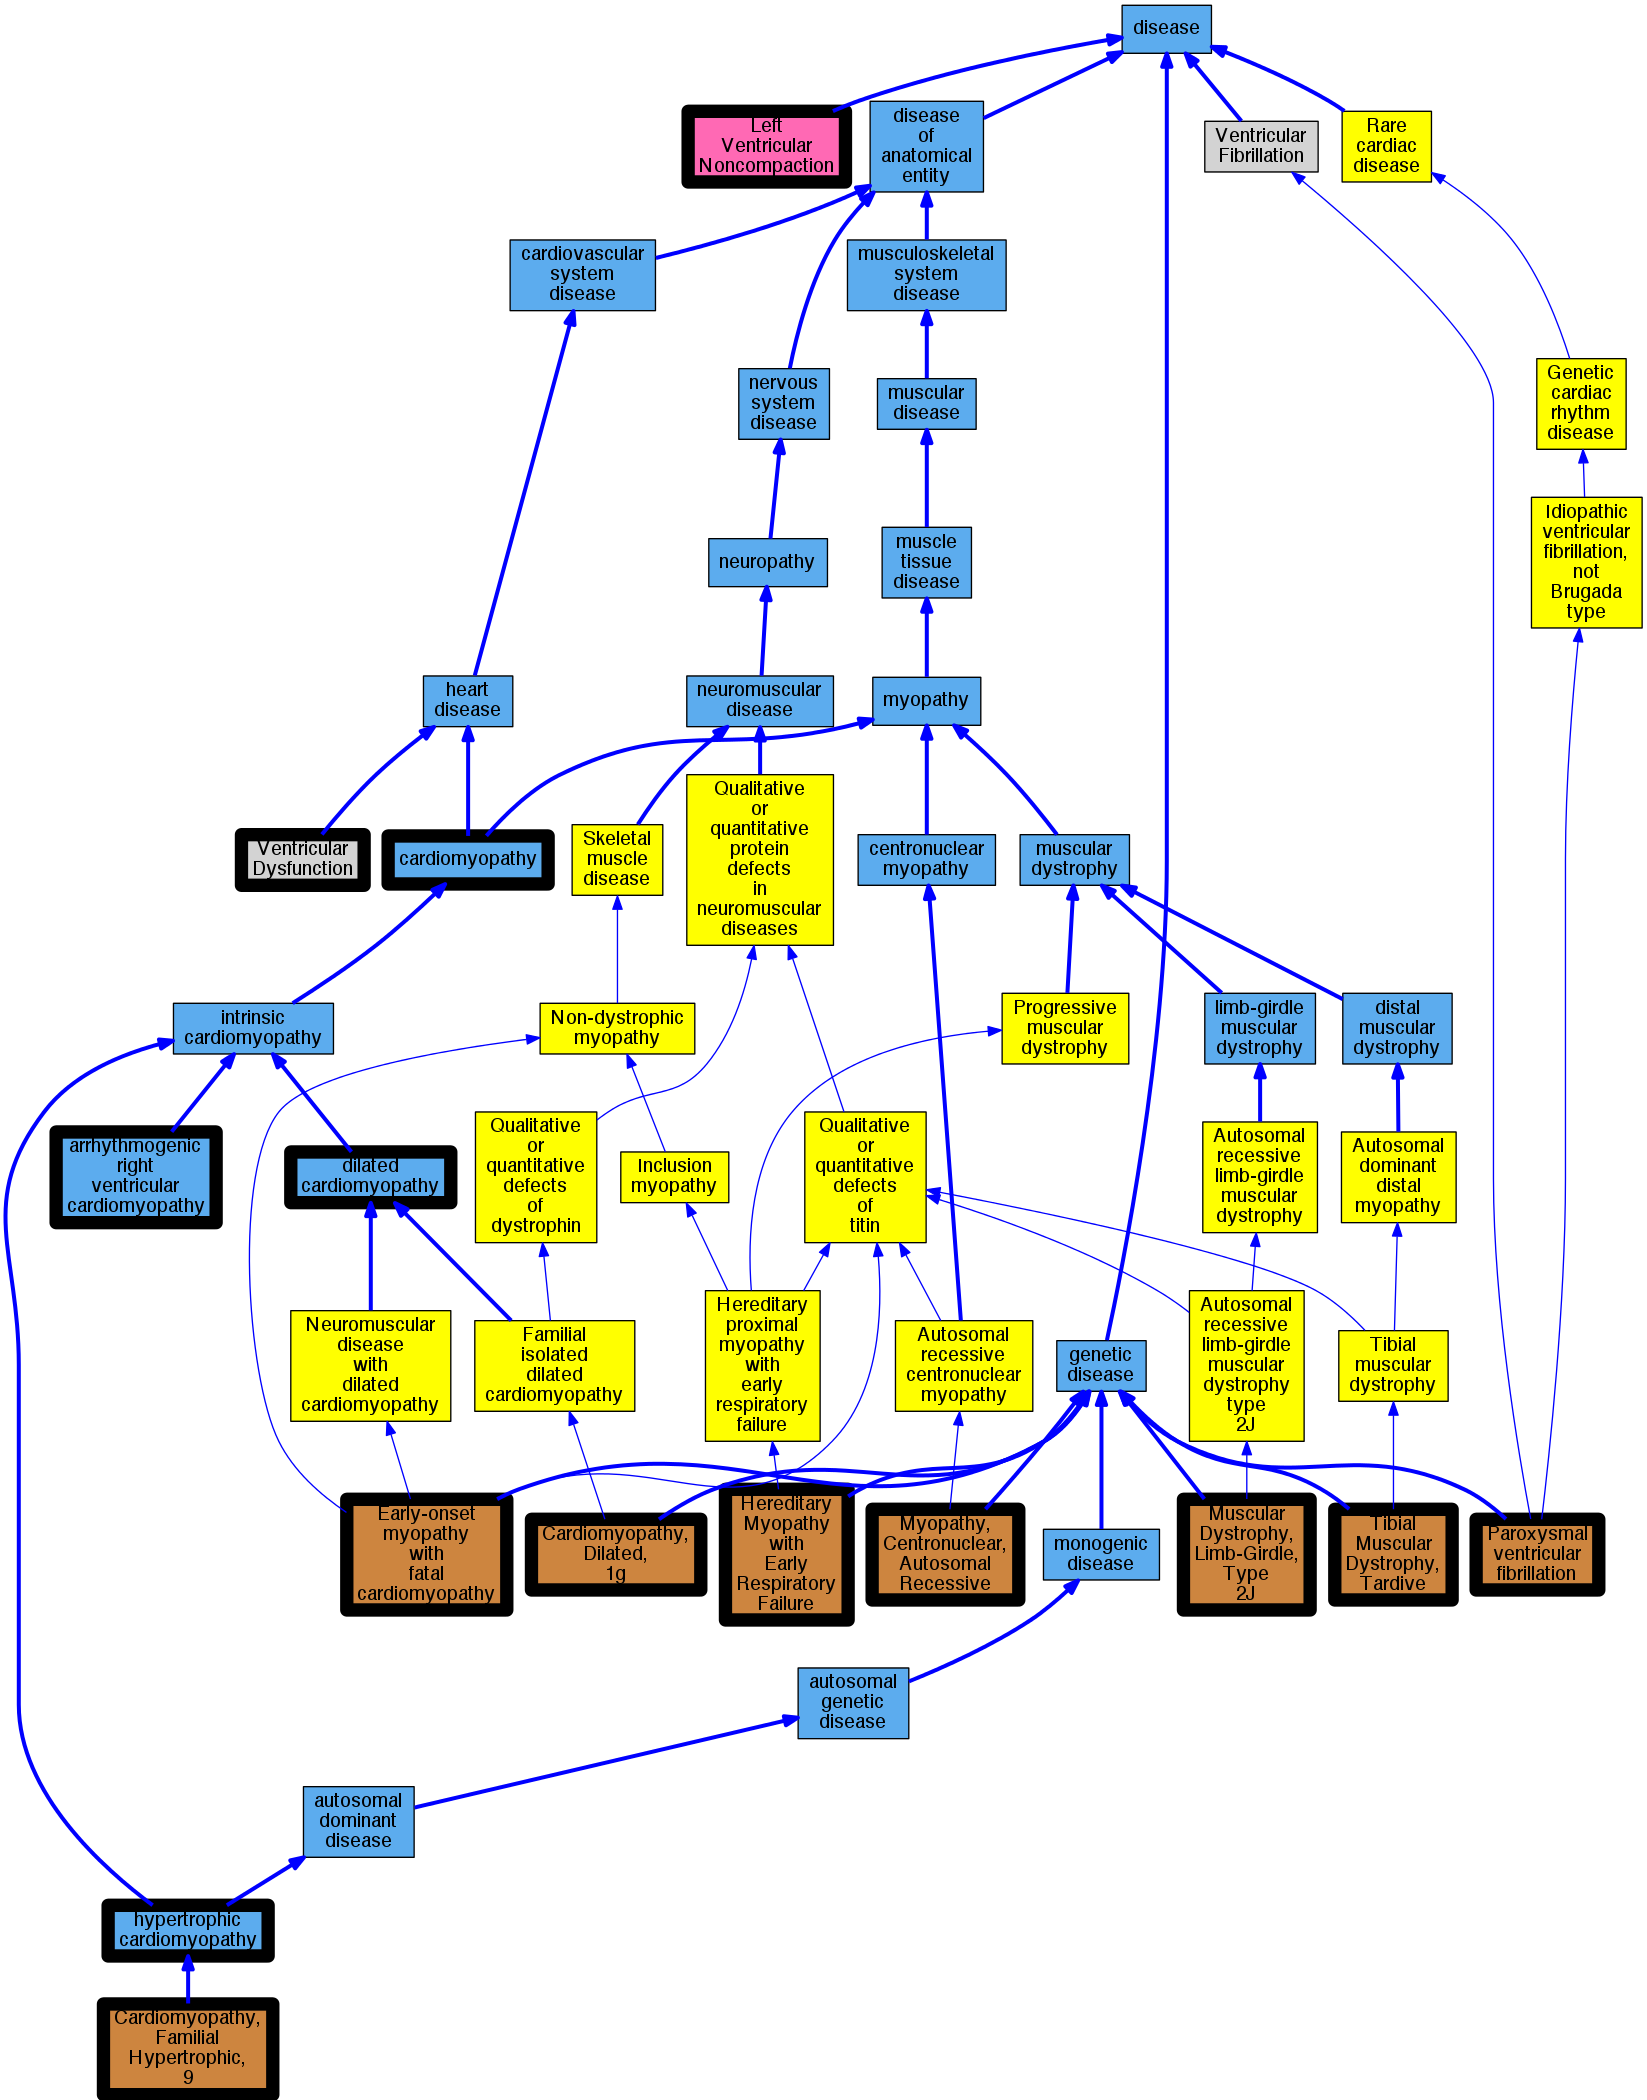 disease
Left
Ventricular
Noncompaction
disease
of
anatomical
entity
Ventricular
Fibrillation
Rare
cardiac
disease
cardiovascular
system
disease
musculoskeletal
system
disease
nervous
system
disease
muscular
disease
Genetic
cardiac
rhythm
disease
Idiopathic
ventricular
fibrillation,
not
Brugada
type
neuropathy
muscle
tissue
disease
heart
disease
neuromuscular
disease
myopathy
Ventricular
Dysfunction
cardiomyopathy
Skeletal
muscle
disease
Qualitative
or
quantitative
protein
defects
in
neuromuscular
diseases
centronuclear
myopathy
muscular
dystrophy
intrinsic
cardiomyopathy
Non-dystrophic
myopathy
Progressive
muscular
dystrophy
limb-girdle
muscular
dystrophy
distal
muscular
dystrophy
arrhythmogenic
right
ventricular
cardiomyopathy
dilated
cardiomyopathy
Qualitative
or
quantitative
defects
of
dystrophin
Inclusion
myopathy
Qualitative
or
quantitative
defects
of
titin
Autosomal
recessive
limb-girdle
muscular
dystrophy
Autosomal
dominant
distal
myopathy
Neuromuscular
disease
with
dilated
cardiomyopathy
Familial
isolated
dilated
cardiomyopathy
Hereditary
proximal
myopathy
with
early
respiratory
failure
Autosomal
recessive
centronuclear
myopathy
genetic
disease
Autosomal
recessive
limb-girdle
muscular
dystrophy
type
2J
Tibial
muscular
dystrophy
Early-onset
myopathy
with
fatal
cardiomyopathy
Cardiomyopathy,
Dilated,
1g
Hereditary
Myopathy
with
Early
Respiratory
Failure
Myopathy,
Centronuclear,
Autosomal
Recessive
monogenic
disease
Muscular
Dystrophy,
Limb-Girdle,
Type
2J
Tibial
Muscular
Dystrophy,
Tardive
Paroxysmal
ventricular
fibrillation
autosomal
genetic
disease
autosomal
dominant
disease
hypertrophic
cardiomyopathy
Cardiomyopathy,
Familial
Hypertrophic,
9